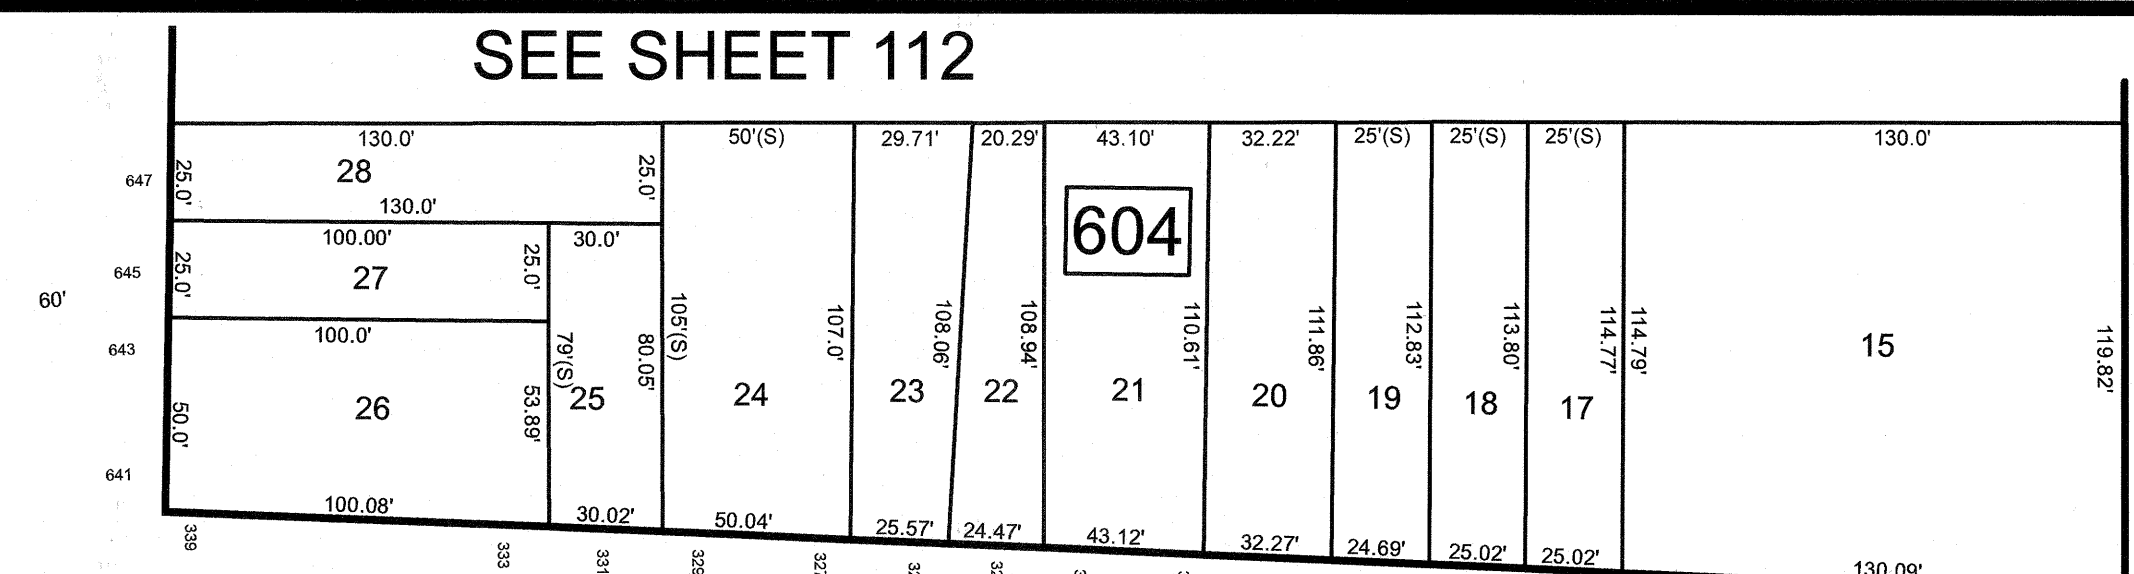 SEE SHEET 112
130.0' 50'(S) 29.71' 20.29' 43.10' 32.22' 25'(S) 25'(S) 25'(S) 130.0'
647 25.0' 28 25.0'
130.0'
604
100.00' 30.0'
645 25.0' 27 25.0'
60'
100.0'
643
79'(S) 80.05' 105'(S) 107.0' 108.06' 108.94' 110.61' 111.86' 112.83' 113.80' 114.77' 114.79' 15 119.82'
50.0' 26 53.89' 25 24 23 22 21 20 19 18 17
641
100.08' 30.02' 50.04' 25.57' 24.47' 43.12' 32.27' 24.69' 25.02' 25.02' 130.09'
339 333 331 329